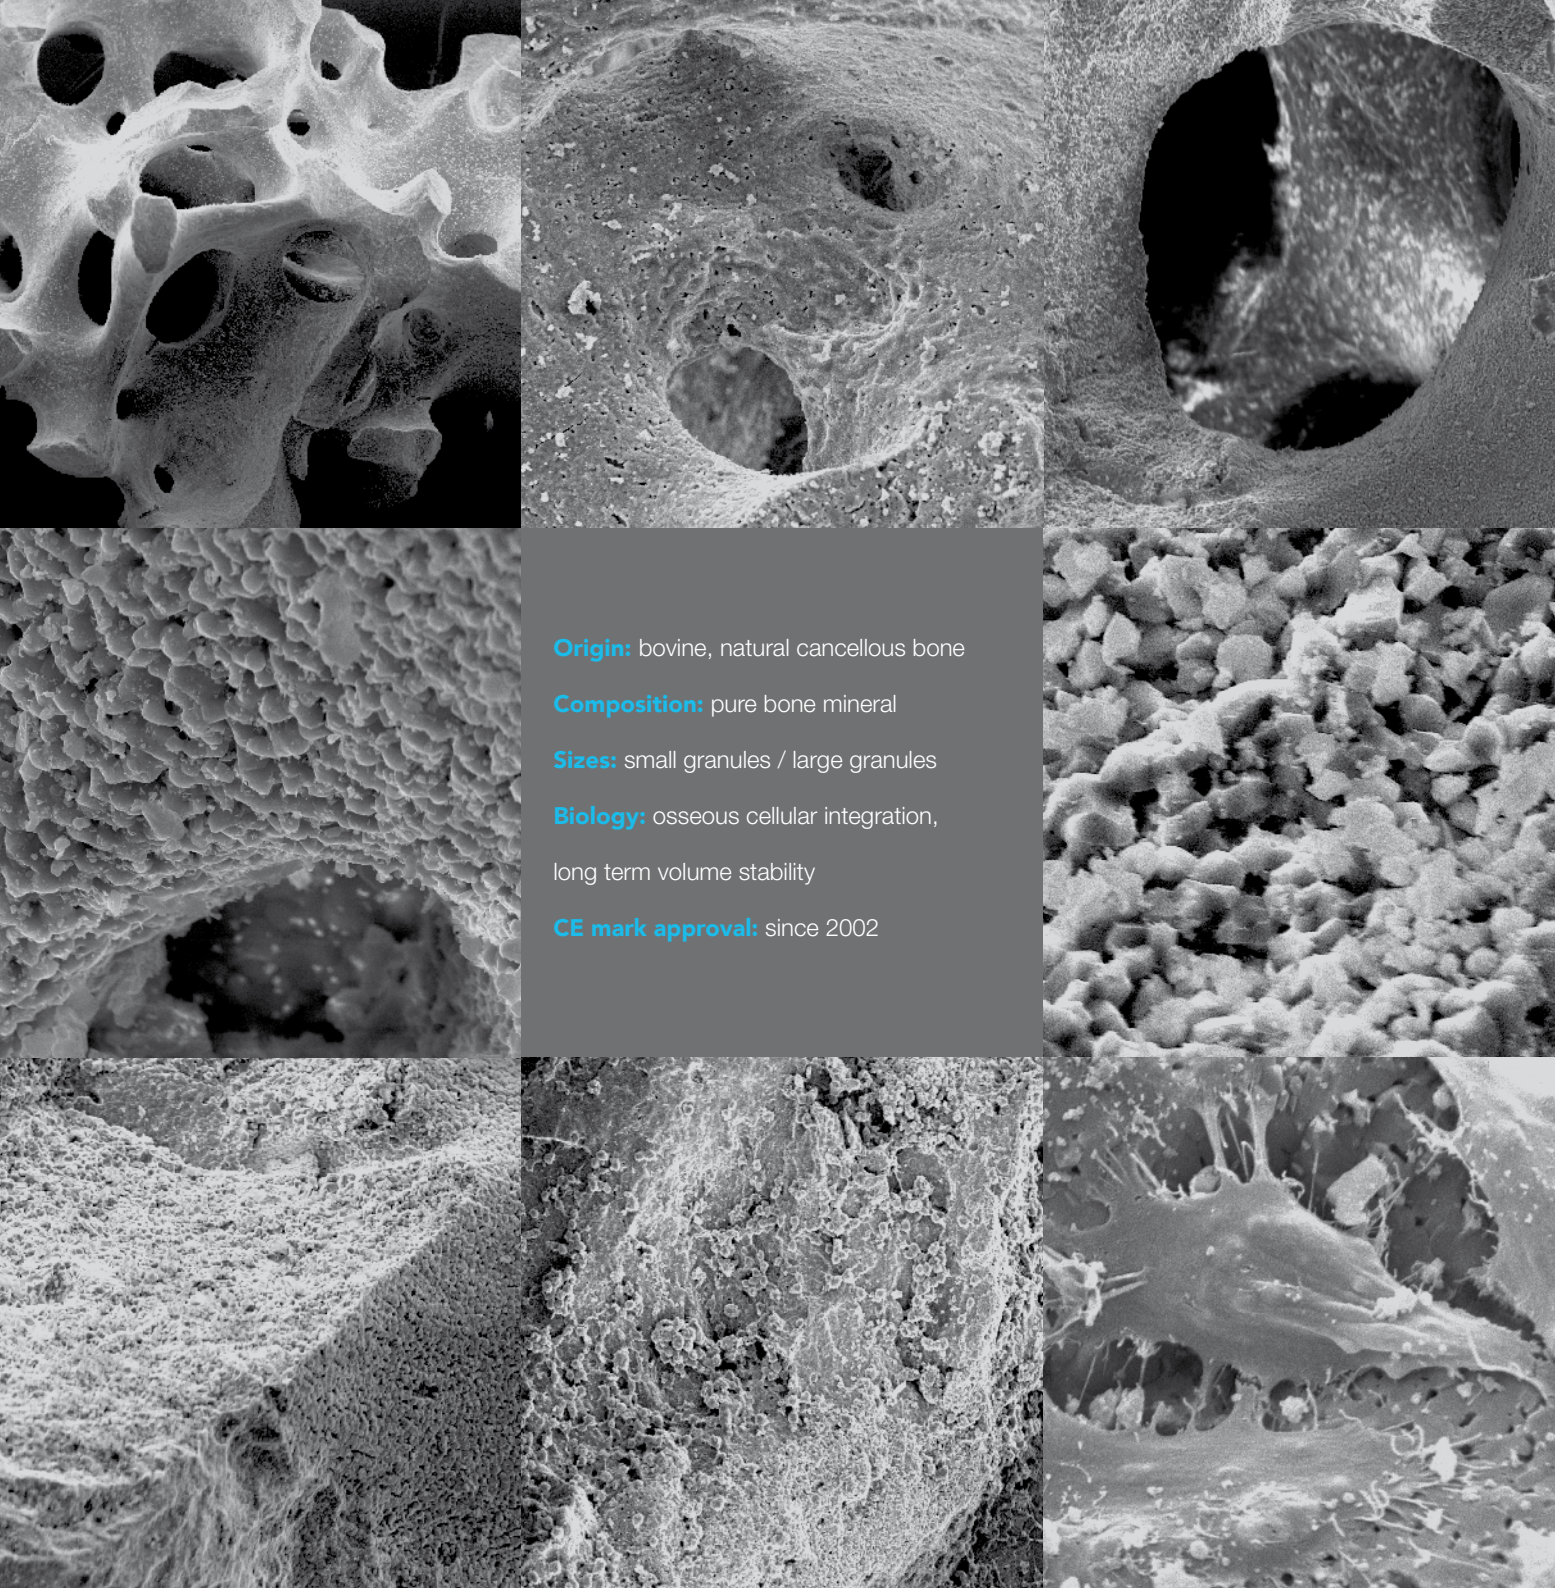 Origin: bovine, natural cancellous bone
Composition: pure bone mineral
Sizes: small granules / large granules
Biology: osseous cellular integration,
long term volume stability
CE mark approval: since 2002